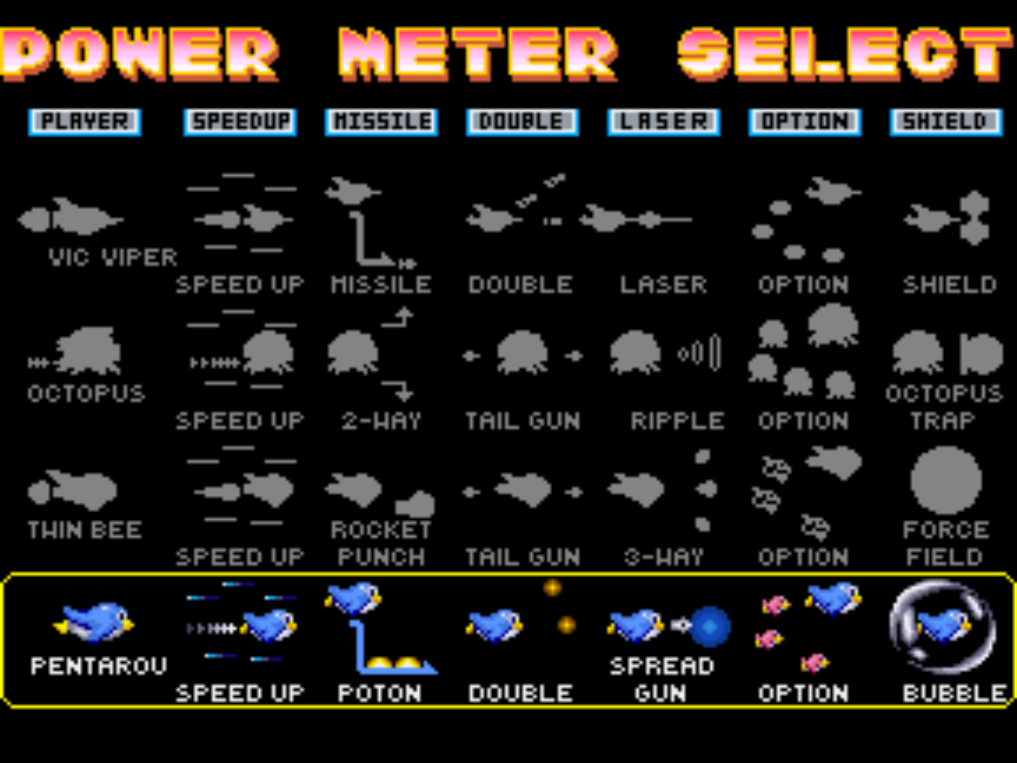 POWER METER SELECT
PLAYER SPEEDUP MISSILE DOUBLE LASER OPTION SHIELD
VIC VIPER
SPEED UP MISSILE DOUBLE LASER OPTION SHIELD
OCTOPUS OCTOPUS
SPEED UP 2-WAY TAIL GUN RIPPLE OPTION TRAP
TWIN BEE ROCKET FORCE
SPEED UP PUNCH TAIL GUN 3-WAY OPTION FIELD
PENTAROU SPREAD
SPEED UP POTON DOUBLE GUN OPTION BUBBLE